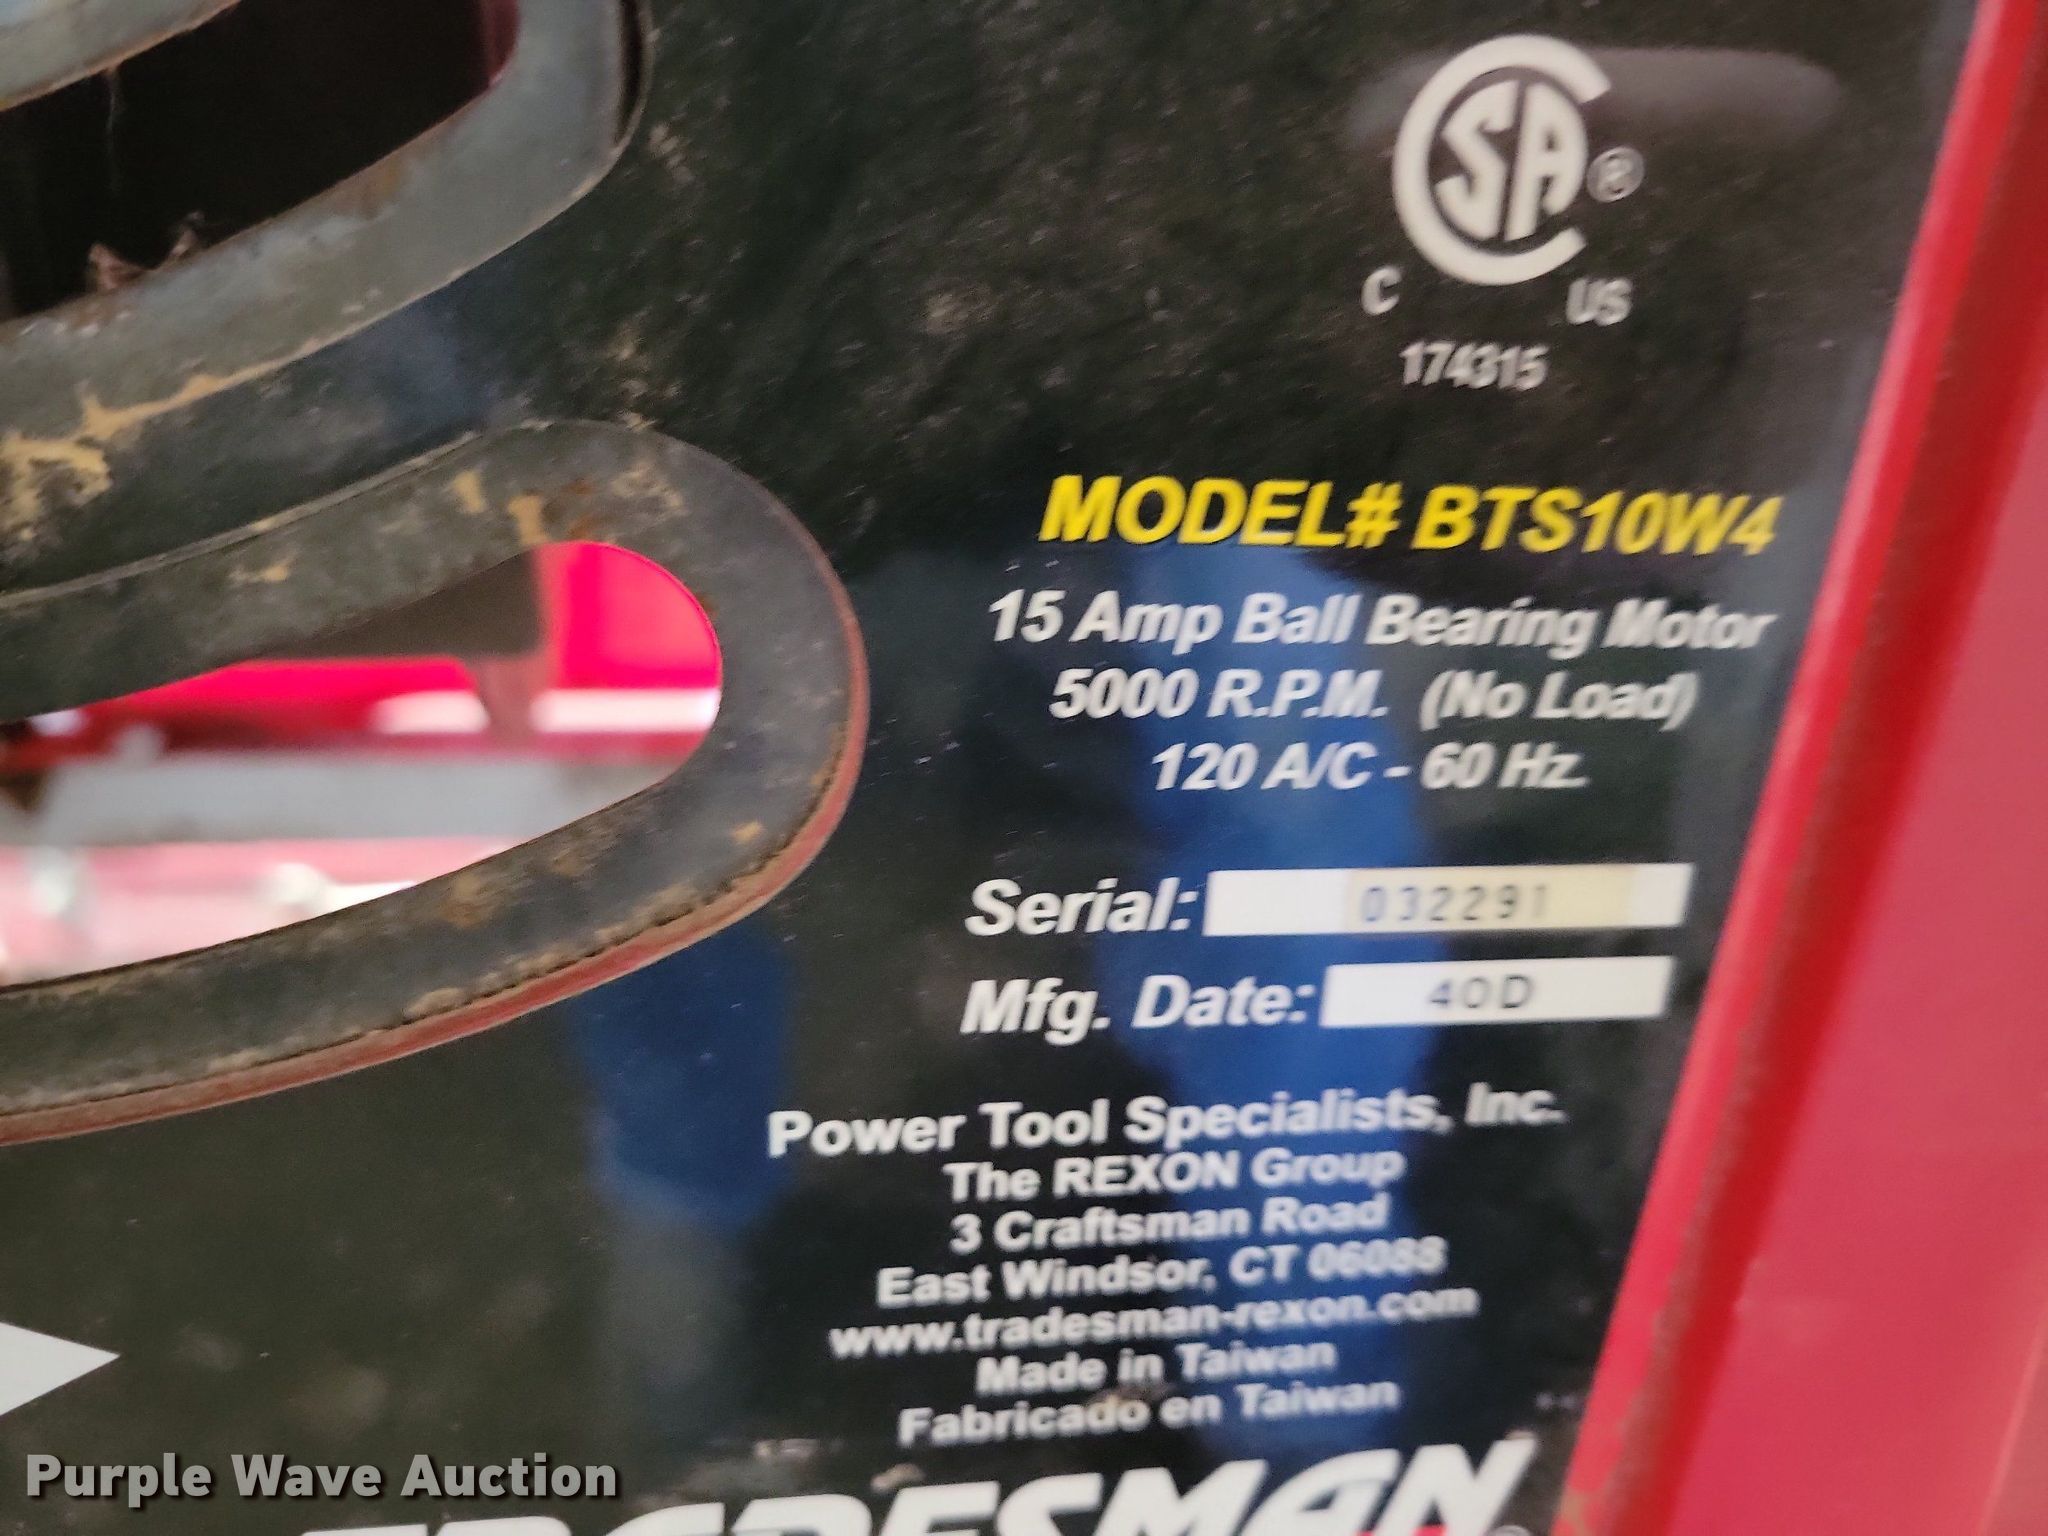 CSA ®
C US
174315
MODEL# BTS10W4
15 Amp Ball Bearing Motor
5000 R.P.M. (No Load)
120 A/C - 60 Hz.
Serial: 032291
Mfg. Date: 40D
Power Tool Specialists, Inc.
The REXON Group
3 Craftsman Road
East Windsor, CT 06088
www.tradesman-rexon.com
Made in Taiwan
Fabricado en Taiwan
TRADESMAN
Purple Wave Auction